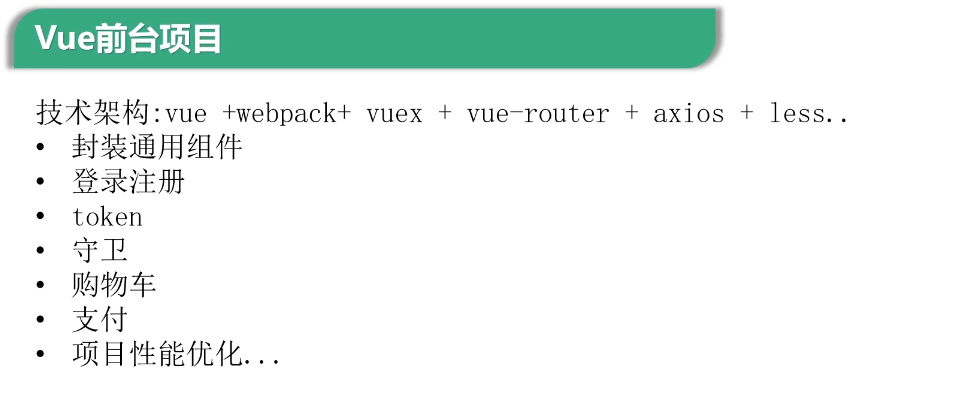 Vue前台项目
技术架构:vue +webpack+ vuex + vue-router + axios + less..
• 封装通用组件
• 登录注册
• token
• 守卫
• 购物车
• 支付
• 项目性能优化...